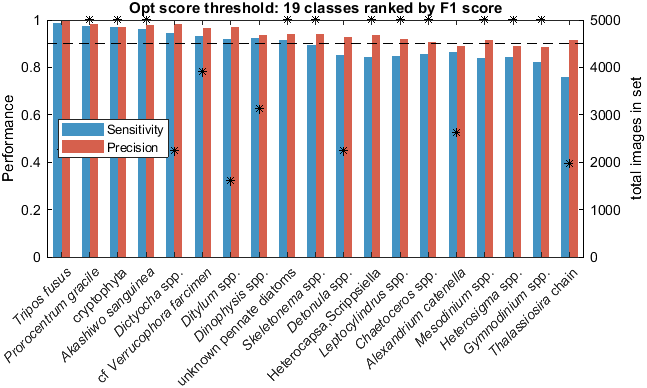 Opt score threshold: 19 classes ranked by F1 score
1
0.8
0.6
0.4
0.2
0
Performance
5000
4000
3000
2000
1000
0
total images in set
Sensitivity
Precision
Tripos fusus
Prorocentrum gracile
cryptophyta
Akashiwo sanguinea
Dictyocha spp.
cf Verrucophora farcimen
Ditylum spp.
Dinophysis spp.
unknown pennate diatoms
Skeletonema spp.
Detonula spp.
Heterocapsa,Scrippsiella
Leptocylindrus spp.
Chaetoceros spp.
Alexandrium catenella
Mesodinium spp.
Heterosigma spp.
Gymnodinium spp.
Thalassiosira chain